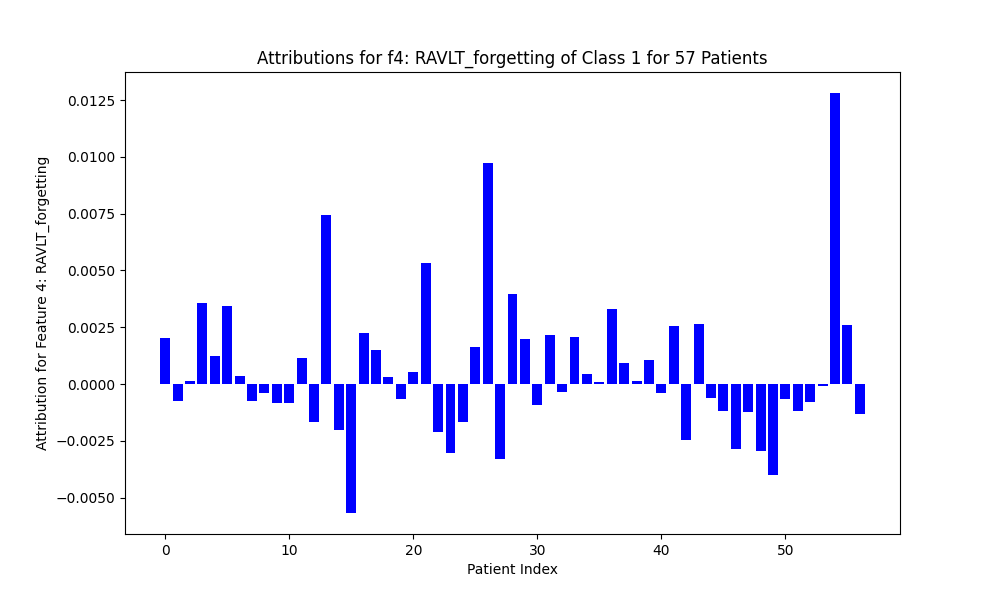 Attributions for f4: RAVLT_forgetting of Class 1 for 57 Patients
Attribution for Feature 4: RAVLT_forgetting
0.0125
0.0100
0.0075
0.0050
0.0025
0.0000
−0.0025
−0.0050
0 10 20 30 40 50
Patient Index